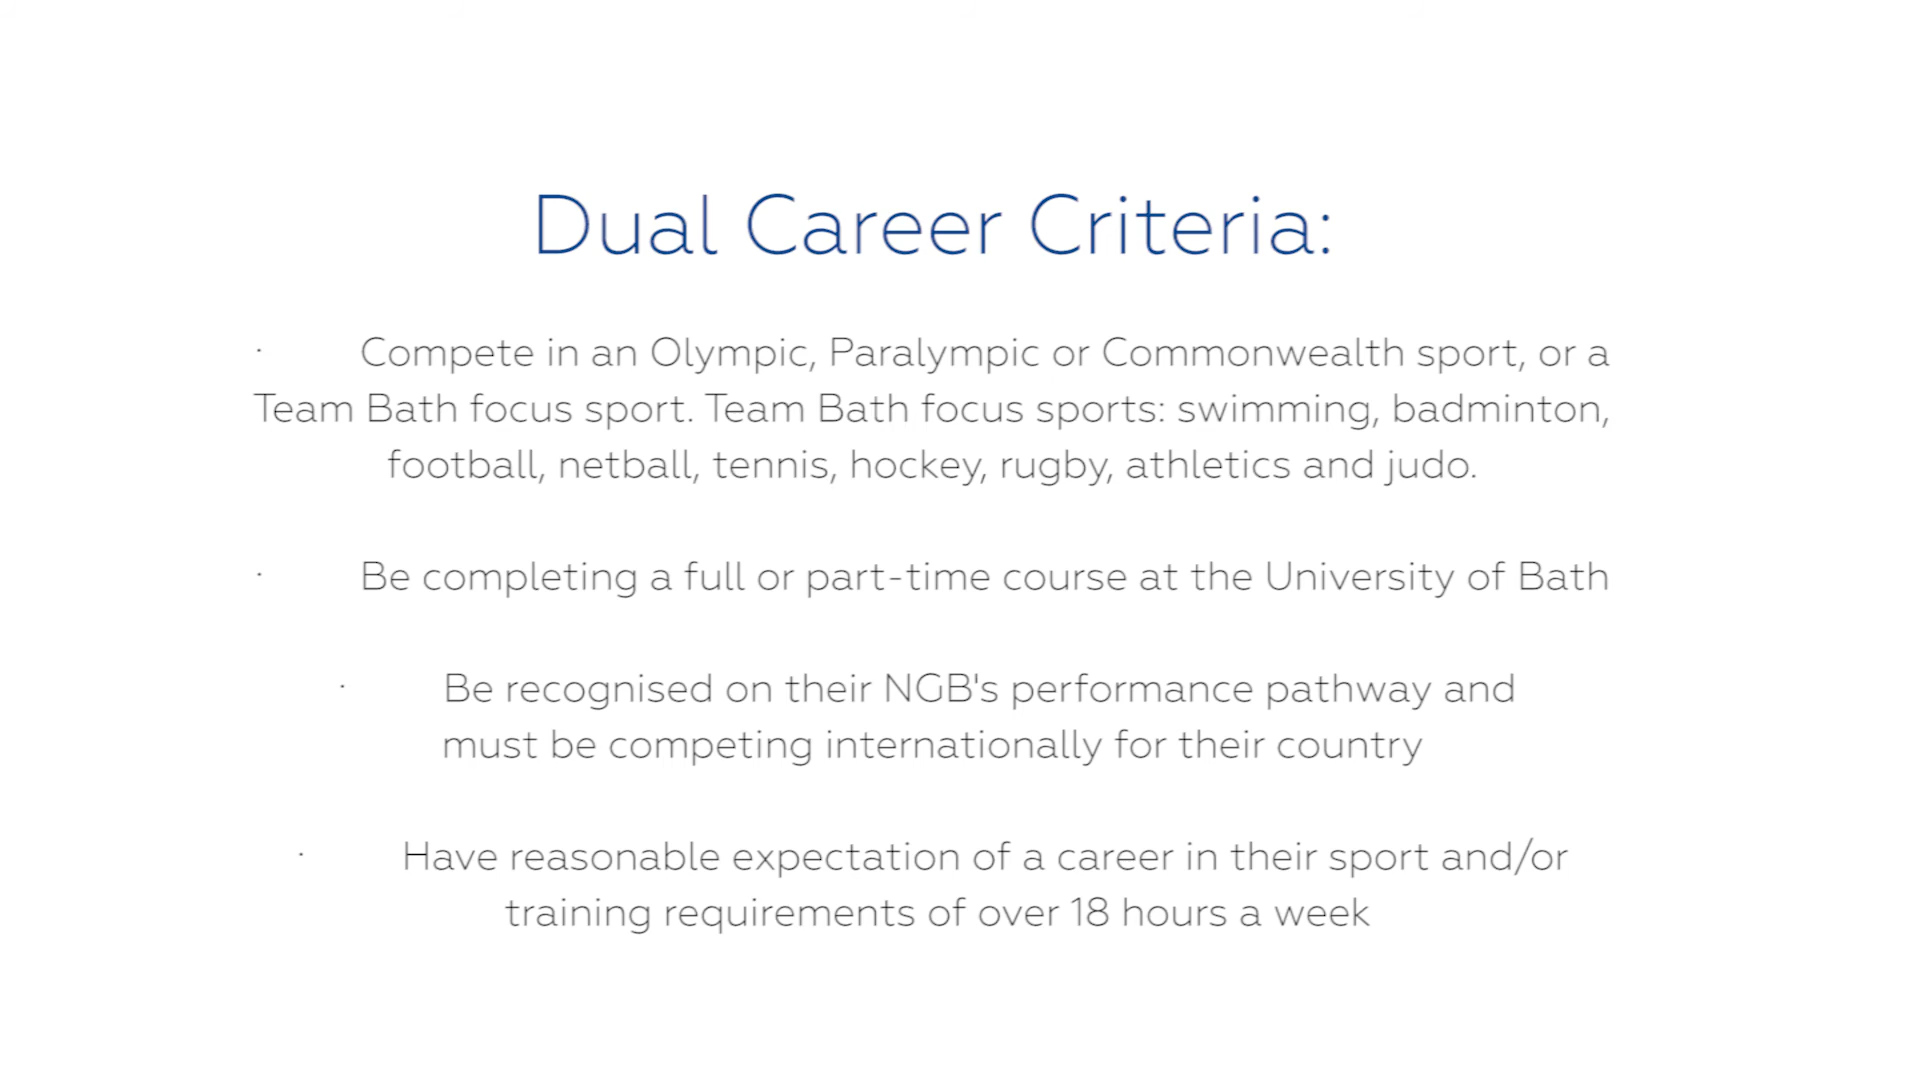 Dual Career Criteria:
· Compete in an Olympic, Paralympic or Commonwealth sport, or a
Team Bath focus sport. Team Bath focus sports: swimming, badminton,
football, netball, tennis, hockey, rugby, athletics and judo.
· Be completing a full or part-time course at the University of Bath
· Be recognised on their NGB's performance pathway and
must be competing internationally for their country
· Have reasonable expectation of a career in their sport and/or
training requirements of over 18 hours a week